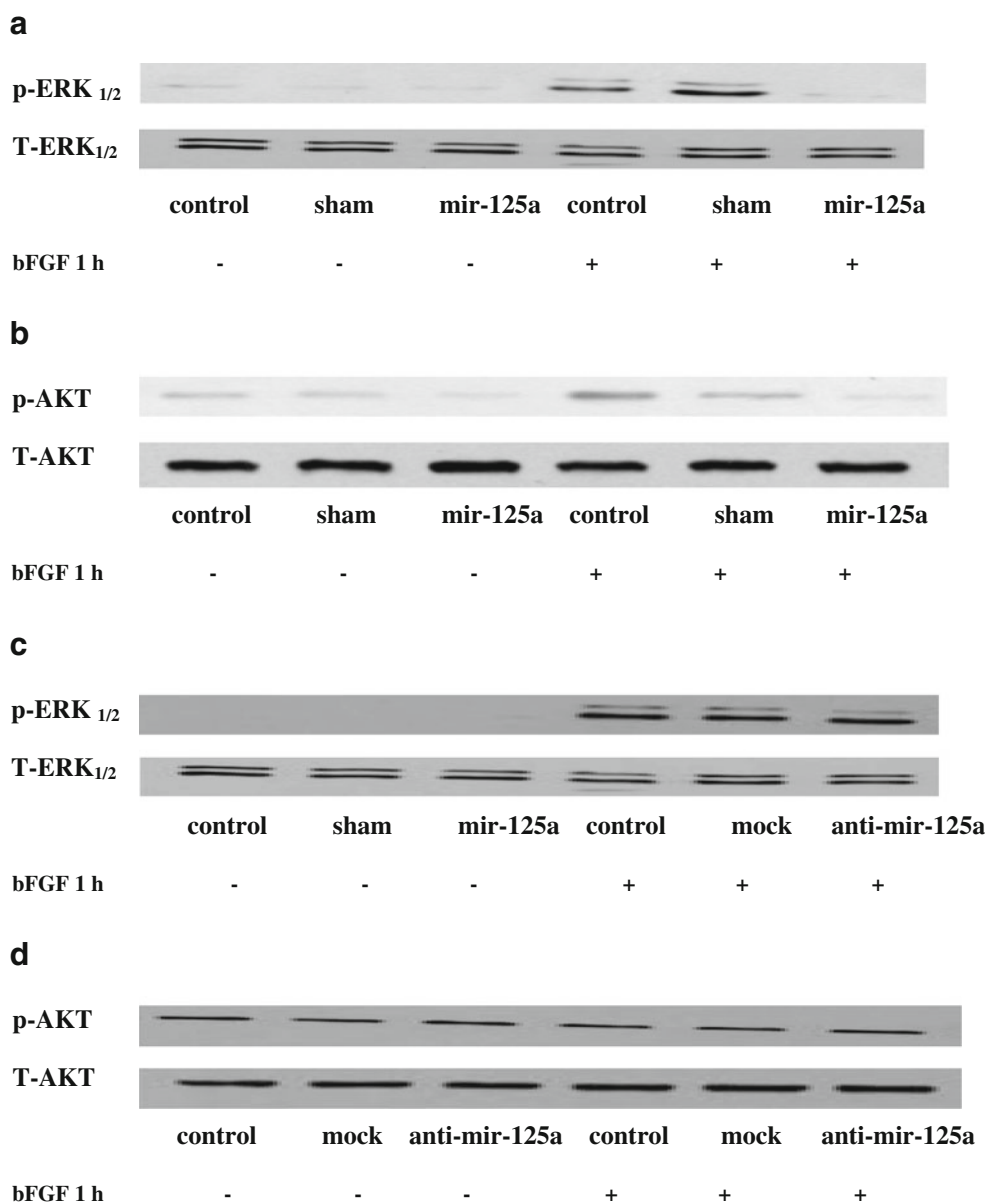 a
p-ERK 1/2
T-ERK1/2
control sham mir-125a control sham mir-125a
bFGF 1 h - - - + + +
b
p-AKT
T-AKT
control sham mir-125a control sham mir-125a
bFGF 1 h - - - + + +
c
p-ERK 1/2
T-ERK1/2
control sham mir-125a control mock anti-mir-125a
bFGF 1 h - - - + + +
d
p-AKT
T-AKT
control mock anti-mir-125a control mock anti-mir-125a
bFGF 1 h - - - + + +